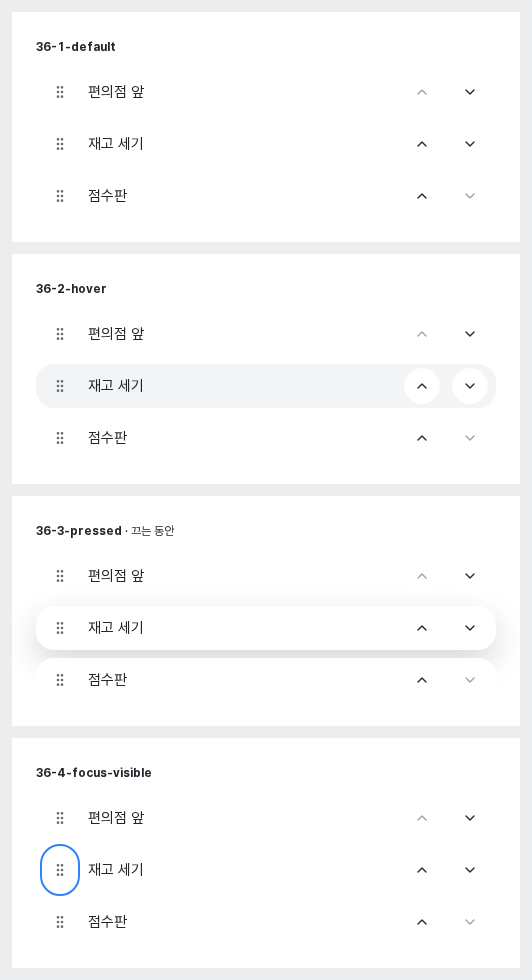 36-1-default
편의점 앞
재고 세기
점수판
36-2-hover
편의점 앞
재고 세기
점수판
36-3-pressed · 끄는 동안
편의점 앞
재고 세기
점수판
36-4-focus-visible
편의점 앞
재고 세기
점수판